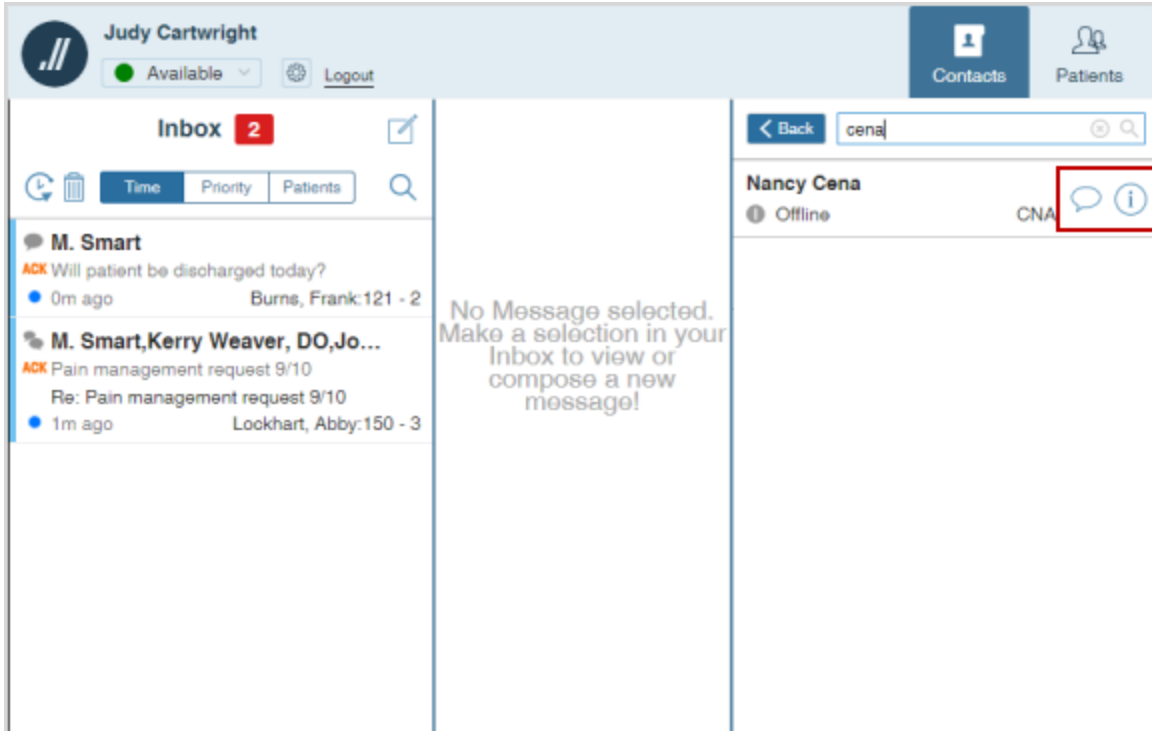 Judy Cartwright
Available
Logout
Contacts
Patients
Inbox 2
Time Priority Patients
M. Smart
ACK Will patient be discharged today?
0m ago Burns, Frank:121 - 2
M. Smart,Kerry Weaver, DO,Jo...
ACK Pain management request 9/10
Re: Pain management request 9/10
1m ago Lockhart, Abby:150 - 3
No Message selected.
Make a selection in your
Inbox to view or
compose a new
message!
Back cena
Nancy Cena
Offline CNA